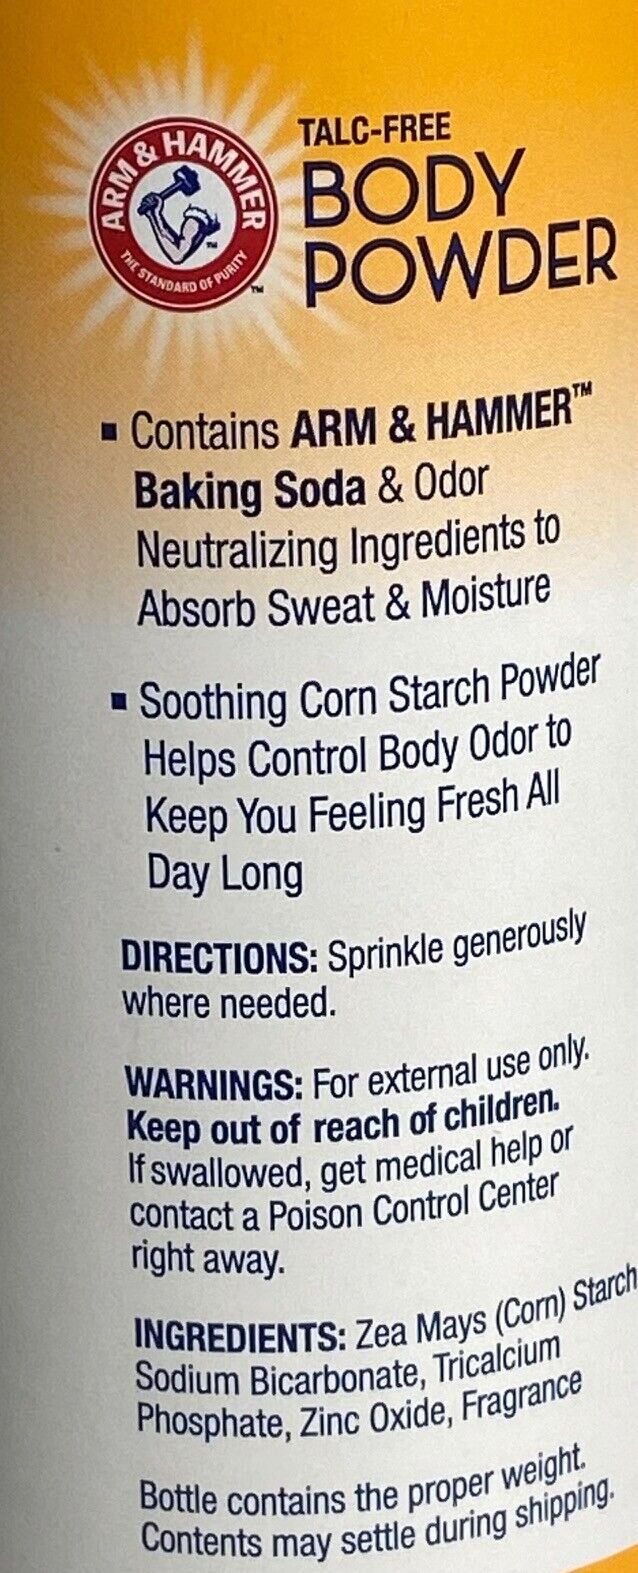 ARM & HAMMER
THE STANDARD OF PURITY
TM
TM
TALC-FREE
BODY
POWDER
▪ Contains ARM & HAMMER™
Baking Soda & Odor
Neutralizing Ingredients to
Absorb Sweat & Moisture
▪ Soothing Corn Starch Powder
Helps Control Body Odor to
Keep You Feeling Fresh All
Day Long
DIRECTIONS: Sprinkle generously
where needed.
WARNINGS: For external use only.
Keep out of reach of children.
If swallowed, get medical help or
contact a Poison Control Center
right away.
INGREDIENTS: Zea Mays (Corn) Starch
Sodium Bicarbonate, Tricalcium
Phosphate, Zinc Oxide, Fragrance
Bottle contains the proper weight.
Contents may settle during shipping.